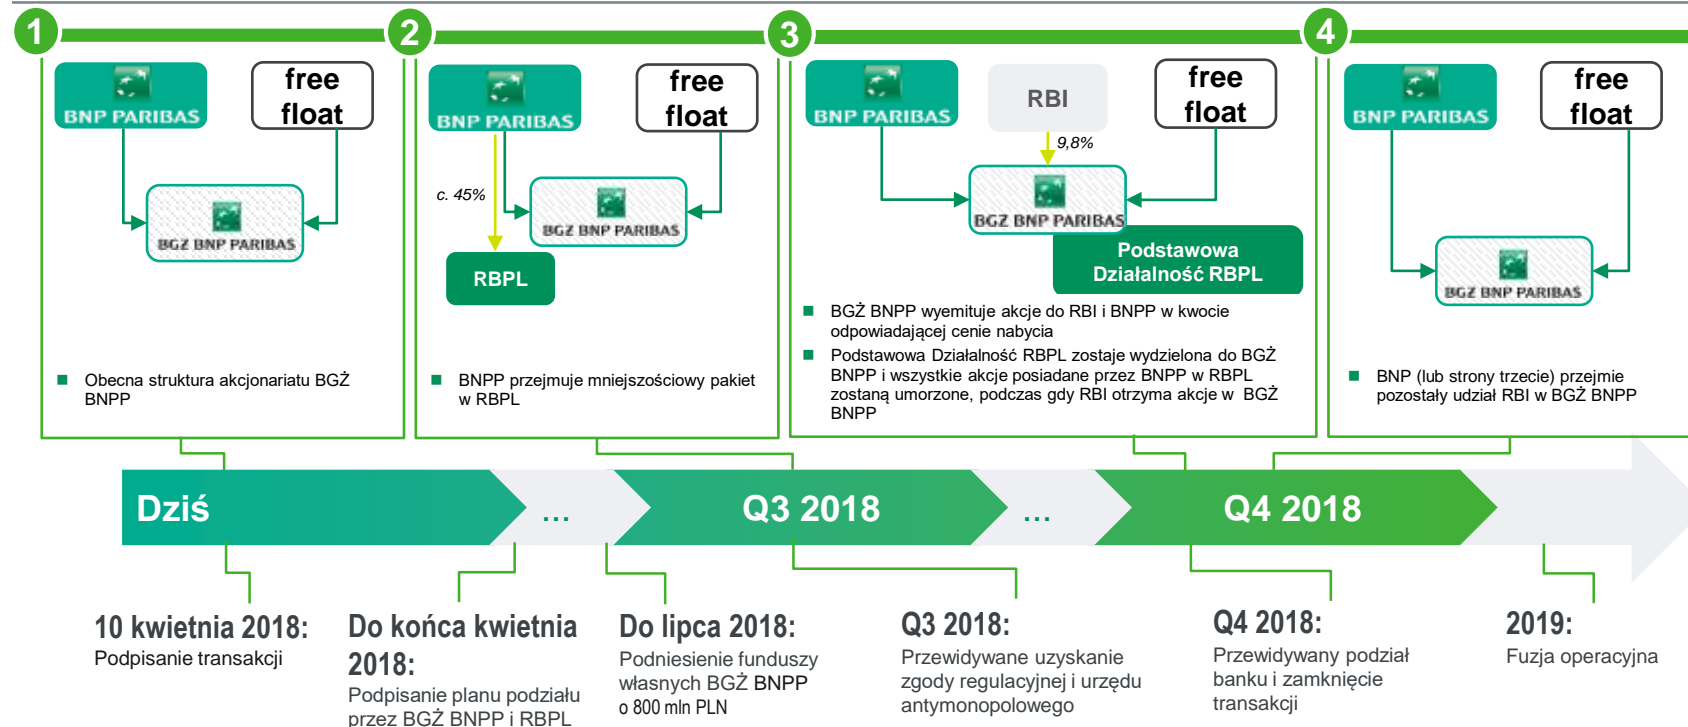 1
BNP PARIBAS
free
float
BGŻ BNP PARIBAS
Obecna struktura akcjonariatu BGŻ
BNPP
2
BNP PARIBAS
free
float
c. 45%
BGŻ BNP PARIBAS
RBPL
BNPP przejmuje mniejszościowy pakiet
w RBPL
3
BNP PARIBAS
RBI
free
float
9,8%
BGŻ BNP PARIBAS
Podstawowa
Działalność RBPL
BGŻ BNPP wyemituje akcje do RBI i BNPP w kwocie
odpowiadającej cenie nabycia
Podstawowa Działalność RBPL zostaje wydzielona do BGŻ
BNPP i wszystkie akcje posiadane przez BNPP w RBPL
zostaną umorzone, podczas gdy RBI otrzyma akcje w BGŻ
BNPP
4
BNP PARIBAS
free
float
BGŻ BNP PARIBAS
BNP (lub strony trzecie) przejmie
pozostały udział RBI w BGŻ BNPP
Dziś
...
Q3 2018
...
Q4 2018
10 kwietnia 2018:
Podpisanie transakcji
Do końca kwietnia
2018:
Podpisanie planu podziału
przez BGŻ BNPP i RBPL
Do lipca 2018:
Podniesienie funduszy
własnych BGŻ BNPP
o 800 mln PLN
Q3 2018:
Przewidywane uzyskanie
zgody regulacyjnej i urzędu
antymonopolowego
Q4 2018:
Przewidywany podział
banku i zamknięcie
transakcji
2019:
Fuzja operacyjna